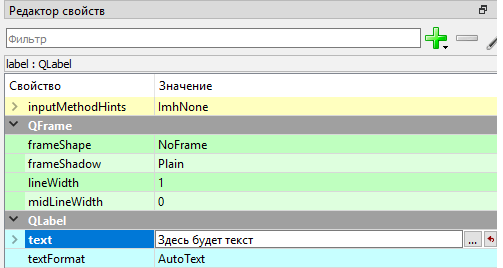 Редактор свойств
Фильтр
label : QLabel
Свойство Значение
inputMethodHints ImhNone
QFrame
frameShape NoFrame
frameShadow Plain
lineWidth 1
midLineWidth 0
QLabel
text Здесь будет текст ...
textFormat AutoText